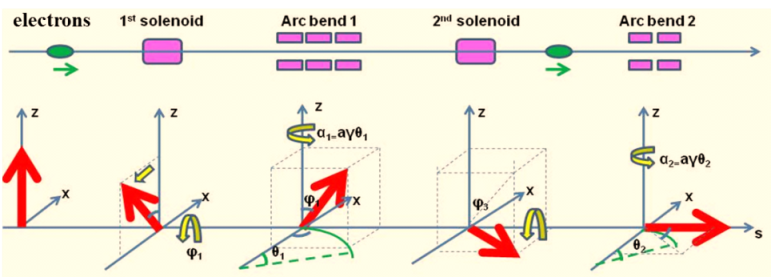 electrons 1st solenoid Arc bend 1 2nd solenoid Arc bend 2
z z z z z
α1=aγθ1 α2=aγθ2
x x φ1 x φ3 x x
φ1 θ1 θ2 s